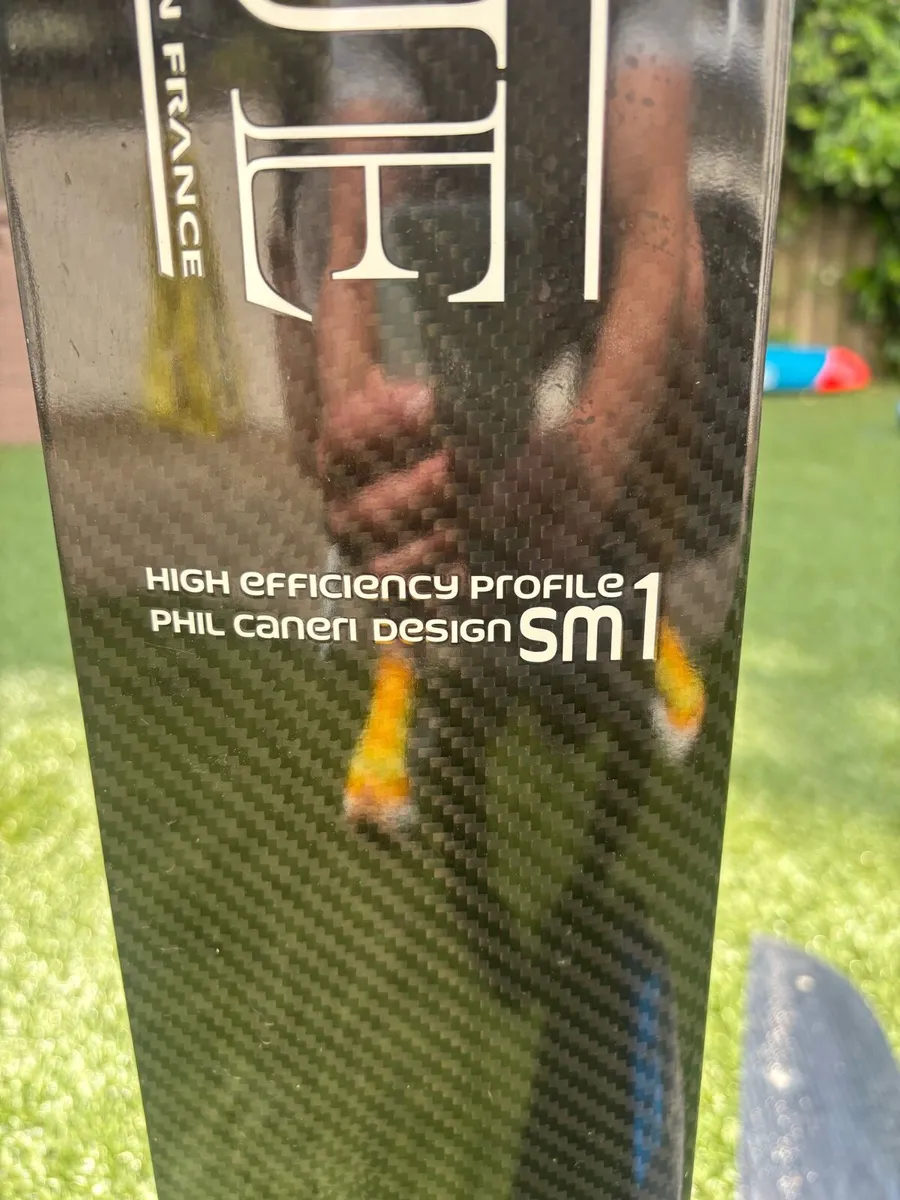 N FRANCE
HIGH eFFICIency PROFILE
PHIL caneri Design sm1